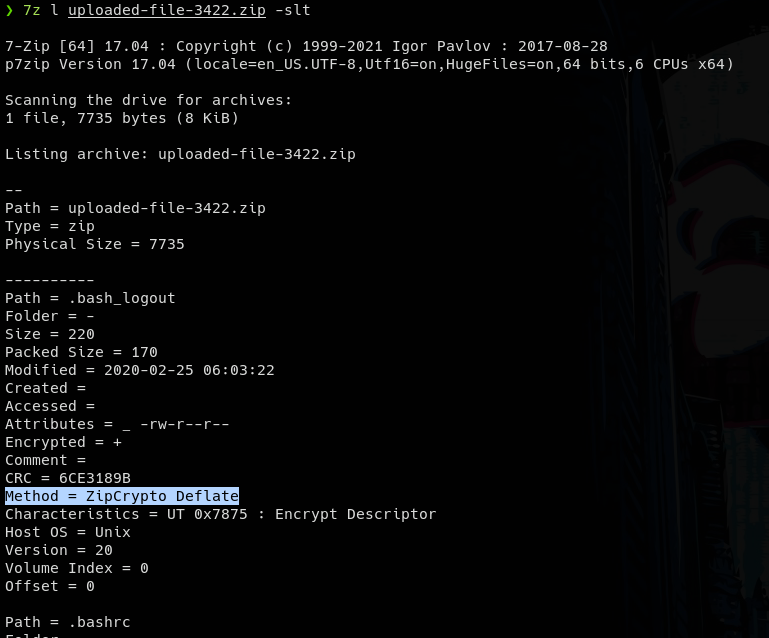 ❯ 7z l uploaded-file-3422.zip -slt
7-Zip [64] 17.04 : Copyright (c) 1999-2021 Igor Pavlov : 2017-08-28
p7zip Version 17.04 (locale=en_US.UTF-8,Utf16=on,HugeFiles=on,64 bits,6 CPUs x64)
Scanning the drive for archives:
1 file, 7735 bytes (8 KiB)
Listing archive: uploaded-file-3422.zip
--
Path = uploaded-file-3422.zip
Type = zip
Physical Size = 7735
----------
Path = .bash_logout
Folder = -
Size = 220
Packed Size = 170
Modified = 2020-02-25 06:03:22
Created =
Accessed =
Attributes = _ -rw-r--r--
Encrypted = +
Comment =
CRC = 6CE3189B
Method = ZipCrypto Deflate
Characteristics = UT 0x7875 : Encrypt Descriptor
Host OS = Unix
Version = 20
Volume Index = 0
Offset = 0
Path = .bashrc